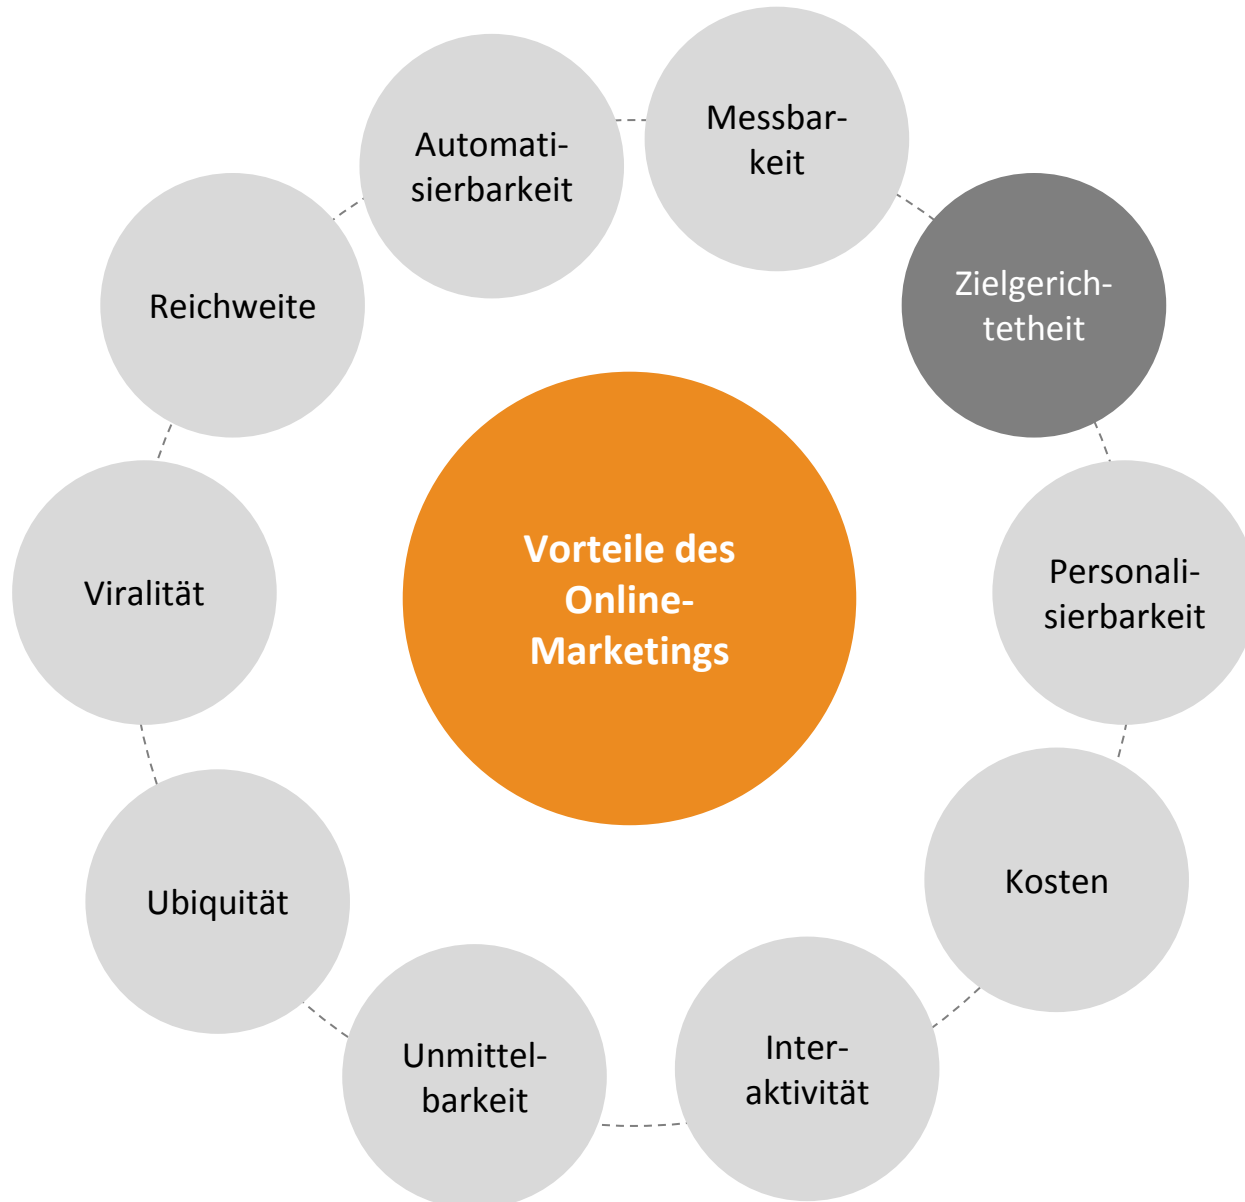 Messbar-
keit
Automati-
sierbarkeit
Zielgerich-
tetheit
Reichweite
Vorteile des
Online-
Marketings
Personali-
sierbarkeit
Viralität
Kosten
Ubiquität
Inter-
aktivität
Unmittel-
barkeit